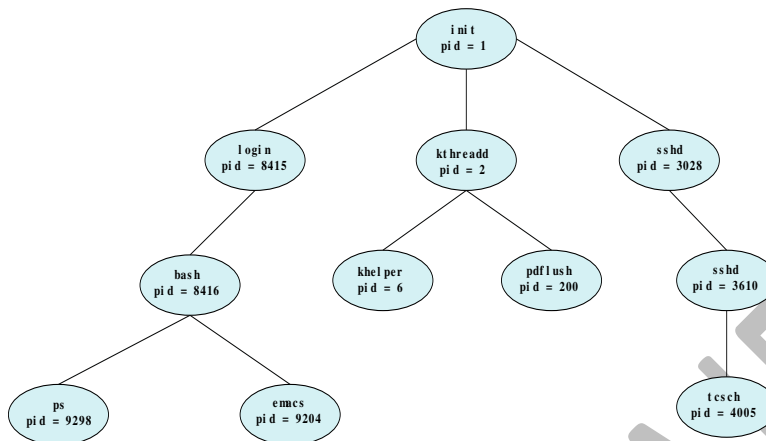 init
pid = 1
login
pid = 8415
kthreadd
pid = 2
sshd
pid = 3028
bash
pid = 8416
khelper
pid = 6
pdflush
pid = 200
sshd
pid = 3610
ps
pid = 9298
emacs
pid = 9204
tcsch
pid = 4005